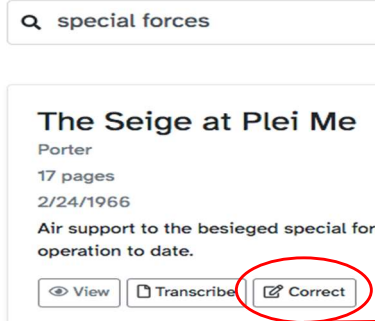 special forces
The Seige at Plei Me
Porter
17 pages
2/24/1966
Air support to the besieged special for
operation to date.
View Transcribe Correct